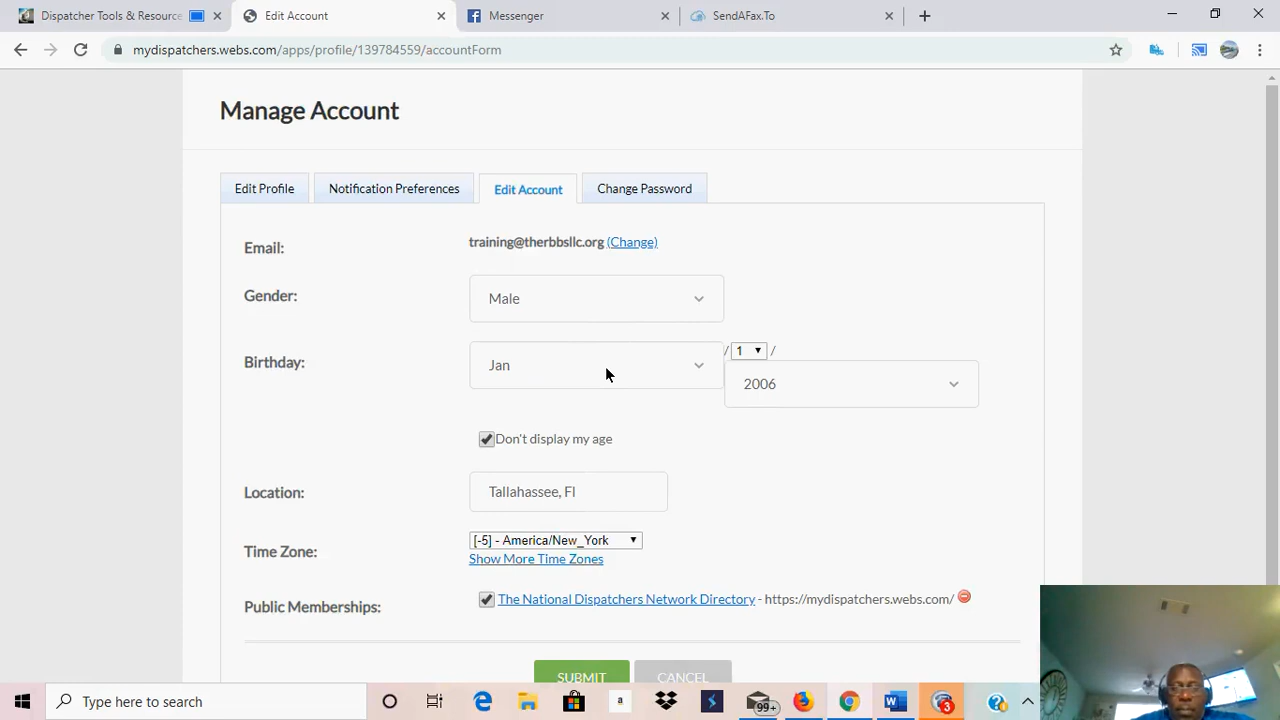 Dispatcher Tools & Resource
Edit Account
Messenger
SendAFax.To
mydispatchers.webs.com/apps/profile/139784559/accountForm
Manage Account
Edit Profile
Notification Preferences
Edit Account
Change Password
Email:
training@therbbsllc.org (Change)
Gender:
Male
Birthday:
Jan
/ 1 /
2006
Don't display my age
Location:
Tallahassee, Fl
Time Zone:
[-5] - America/New_York
Show More Time Zones
Public Memberships:
The National Dispatchers Network Directory - https://mydispatchers.webs.com/
SUBMIT
CANCEL
Type here to search
a
99+
3